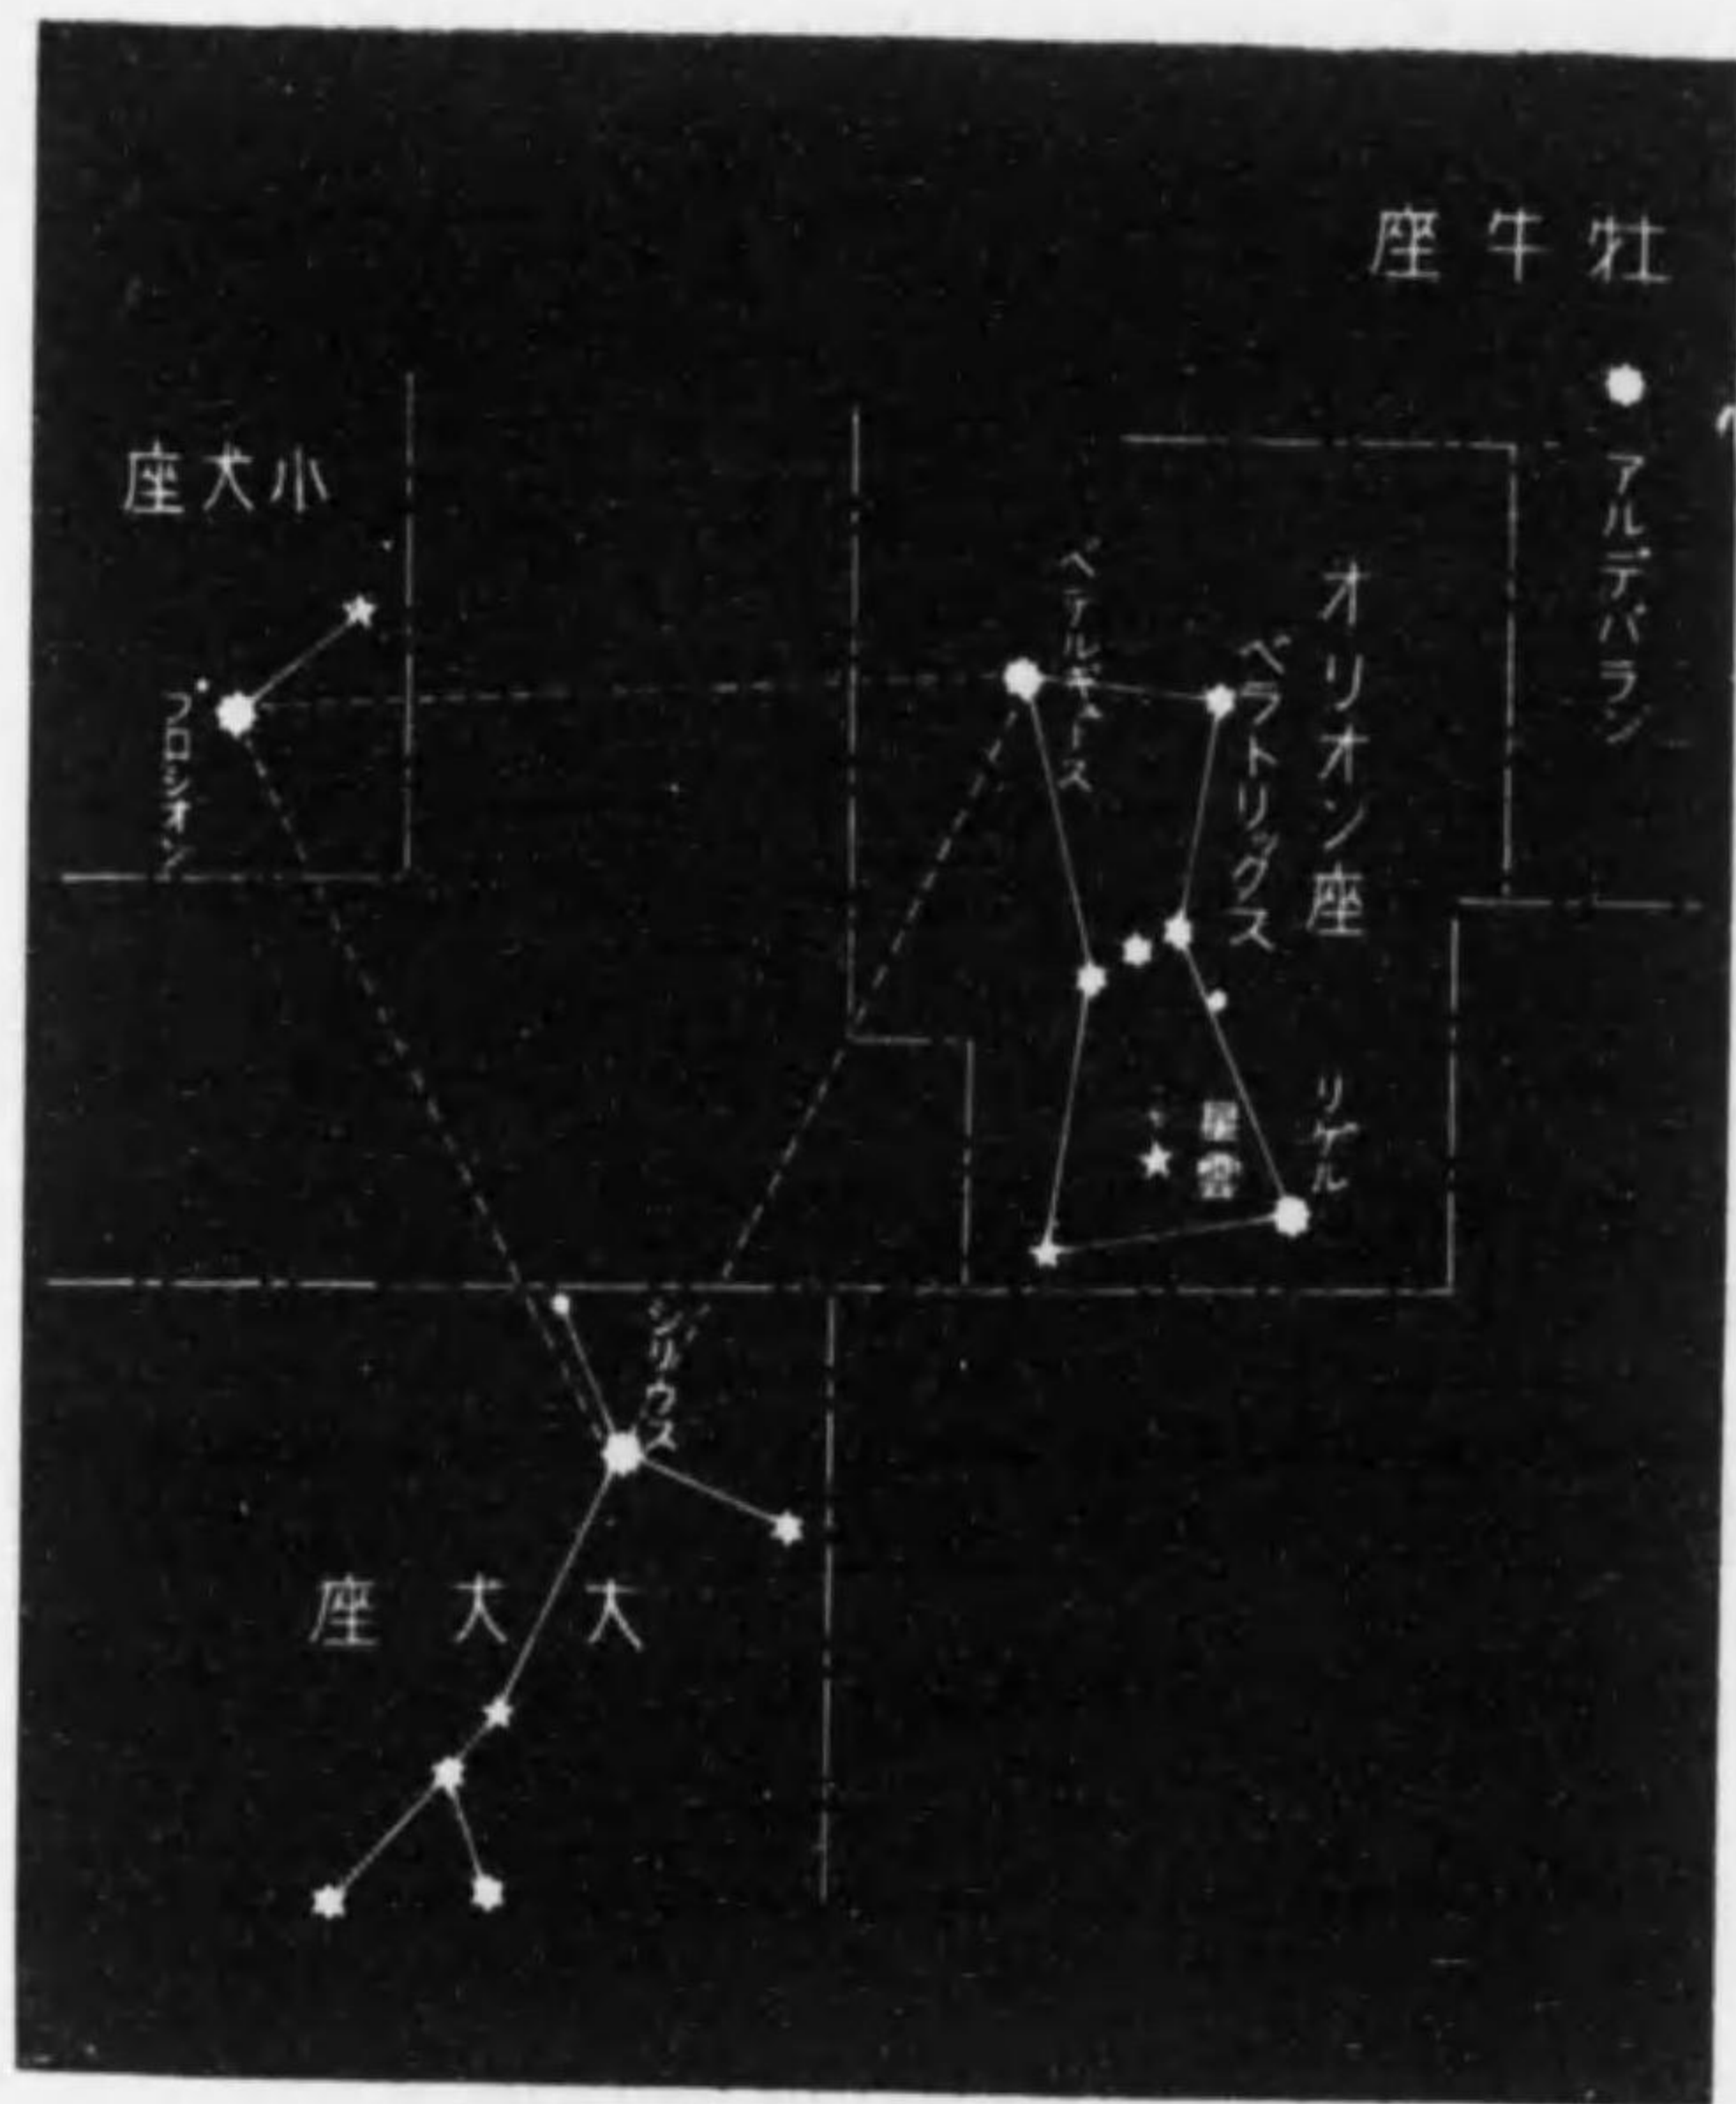 牡牛座
アルデバラン
オリオン座
ベラトリックス
ベテルギュース
リゲル
星雲
小犬座
プロシオン
シリウス
大犬座